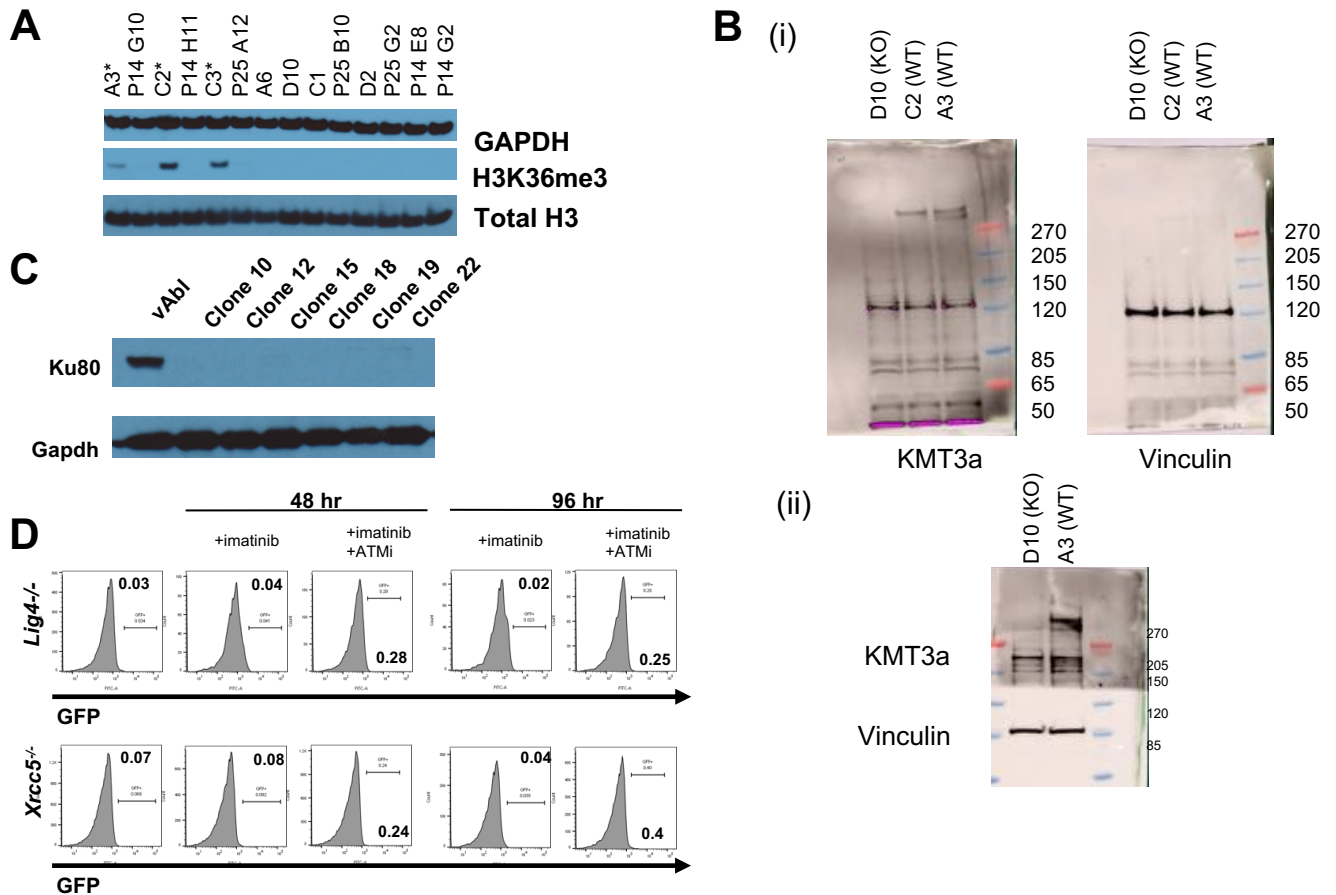 A
A3*
P14 G10
C2*
P14 H11
C3*
P25 A12
A6
D10
C1
P25 B10
D2
P25 G2
P14 E8
P14 G2
GAPDH
H3K36me3
Total H3
B
(i)
D10 (KO)
C2 (WT)
A3 (WT)
D10 (KO)
C2 (WT)
A3 (WT)
270
205
150
120
85
65
50
270
205
150
120
85
65
50
KMT3a
Vinculin
(ii)
D10 (KO)
A3 (WT)
KMT3a
Vinculin
270
205
150
120
85
C
vAbl
Clone 10
Clone 12
Clone 15
Clone 18
Clone 19
Clone 22
Ku80
Gapdh
D
48 hr
96 hr
+imatinib
+imatinib
+ATMi
+imatinib
+imatinib
+ATMi
Lig4-/-
0.03
0.04
0.28
0.02
0.25
GFP
Xrcc5-/-
0.07
0.08
0.24
0.04
0.4
GFP